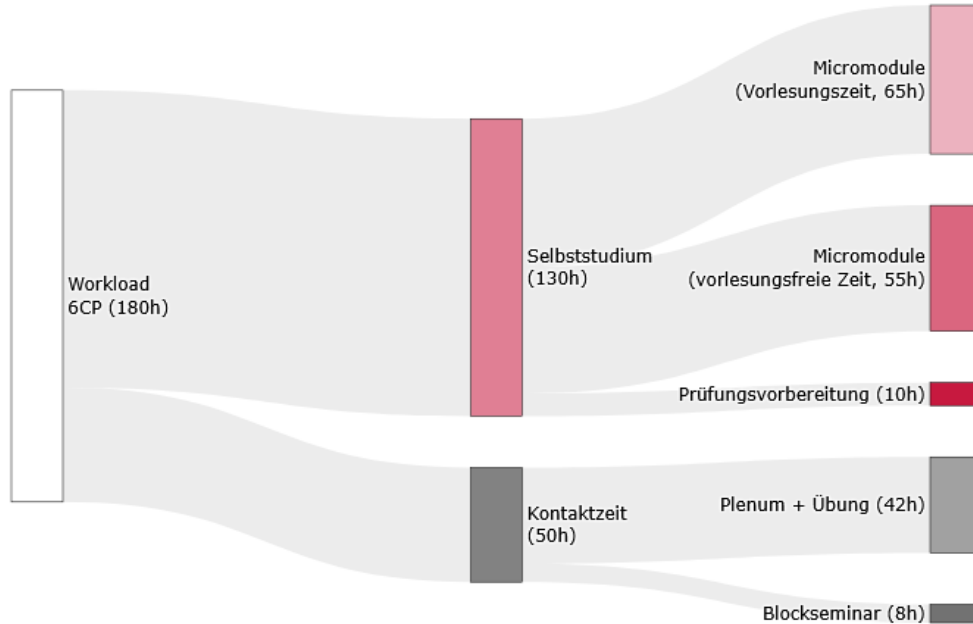 Workload
6CP (180h)
Selbststudium
(130h)
Kontaktzeit
(50h)
Micromodule
(Vorlesungszeit, 65h)
Micromodule
(vorlesungsfreie Zeit, 55h)
Prüfungsvorbereitung (10h)
Plenum + Übung (42h)
Blockseminar (8h)